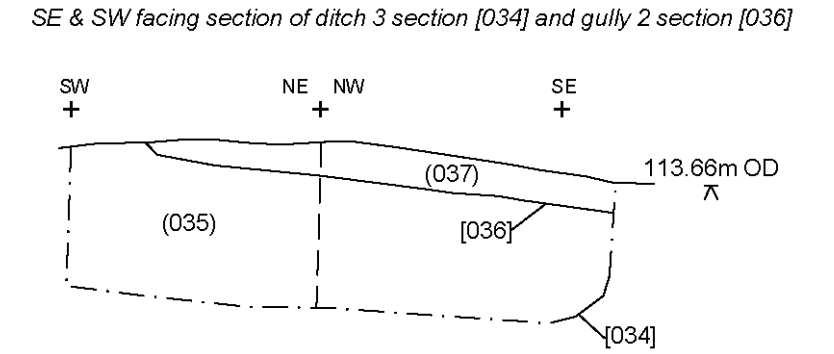 SE & SW facing section of ditch 3 section [034] and gully 2 section [036]
SW NE NW SE
113.66m OD
(037)
(035)
[036]
[034]